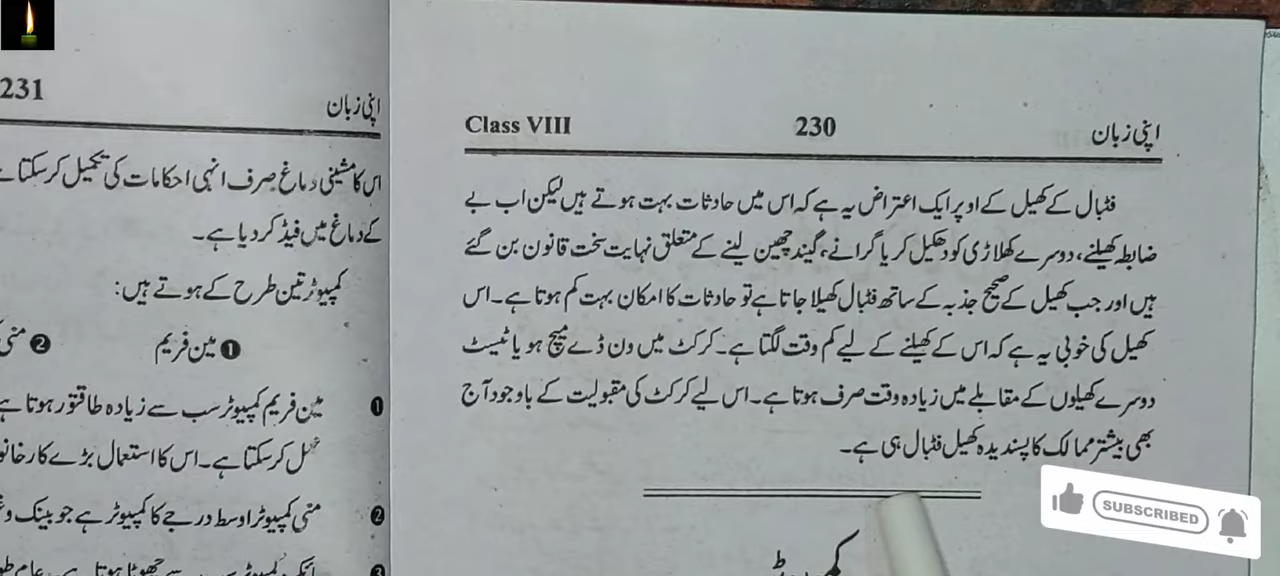 اپنی زبان 230 Class VIII
فٹبال کے کھیل کے اوپر ایک اعتراض یہ ہے کہ اس میں حادثات بہت ہوتے ہیں لیکن اب بے
ضابطہ کھیلنے، دوسرے کھلاڑی کو دھکیل کر یا گرانے، گیند چھین لینے کے متعلق نہایت سخت قانون بن گئے
ہیں اور جب کھیل کے صحیح جذبہ کے ساتھ فٹبال کھیلا جاتا ہے تو حادثات کا امکان بہت کم ہوتا ہے۔ اس
کھیل کی خوبی یہ ہے کہ اس کے کھیلنے کے لیے کم وقت لگتا ہے۔ کرکٹ میں ون ڈے میچ ہو یا ٹیسٹ
دوسرے کھیلوں کے مقابلے میں زیادہ وقت صرف ہوتا ہے۔ اس لیے کرکٹ کی مقبولیت کے باوجود آج
بھی بیشتر ممالک کا پسندیدہ کھیل فٹبال ہی ہے۔
SUBSCRIBED
اپنی زبان 231
اس کا مشینی دماغ صرف انہی احکامات کی تکمیل کر سکتا
کے دماغ میں فیڈ کر دیا ہے۔
کمپیوٹر تین طرح کے ہوتے ہیں:
❶ مین فریم ❷ منی
❶ مین فریم کمپیوٹر سب سے زیادہ طاقتور ہوتا ہے
کر سکتا ہے۔ اس کا استعمال بڑے کارخانو
❷ منی کمپیوٹر اوسط درجے کا کمپیوٹر ہے جو بینک